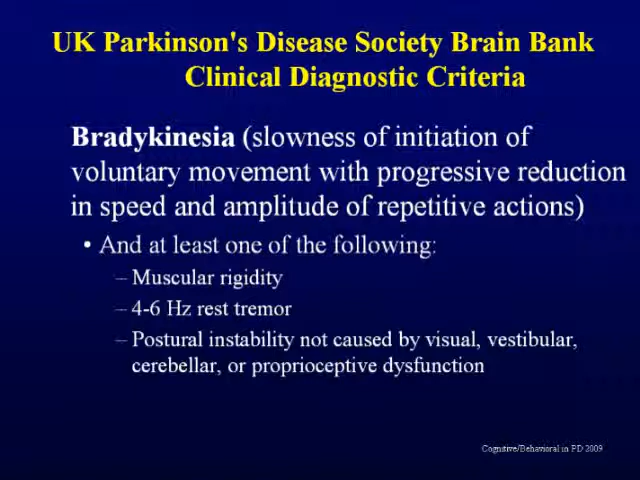 UK Parkinson's Disease Society Brain Bank
Clinical Diagnostic Criteria
Bradykinesia (slowness of initiation of
voluntary movement with progressive reduction
in speed and amplitude of repetitive actions)
• And at least one of the following:
– Muscular rigidity
– 4-6 Hz rest tremor
– Postural instability not caused by visual, vestibular,
cerebellar, or proprioceptive dysfunction
Cognitive/Behavioral in PD 2009